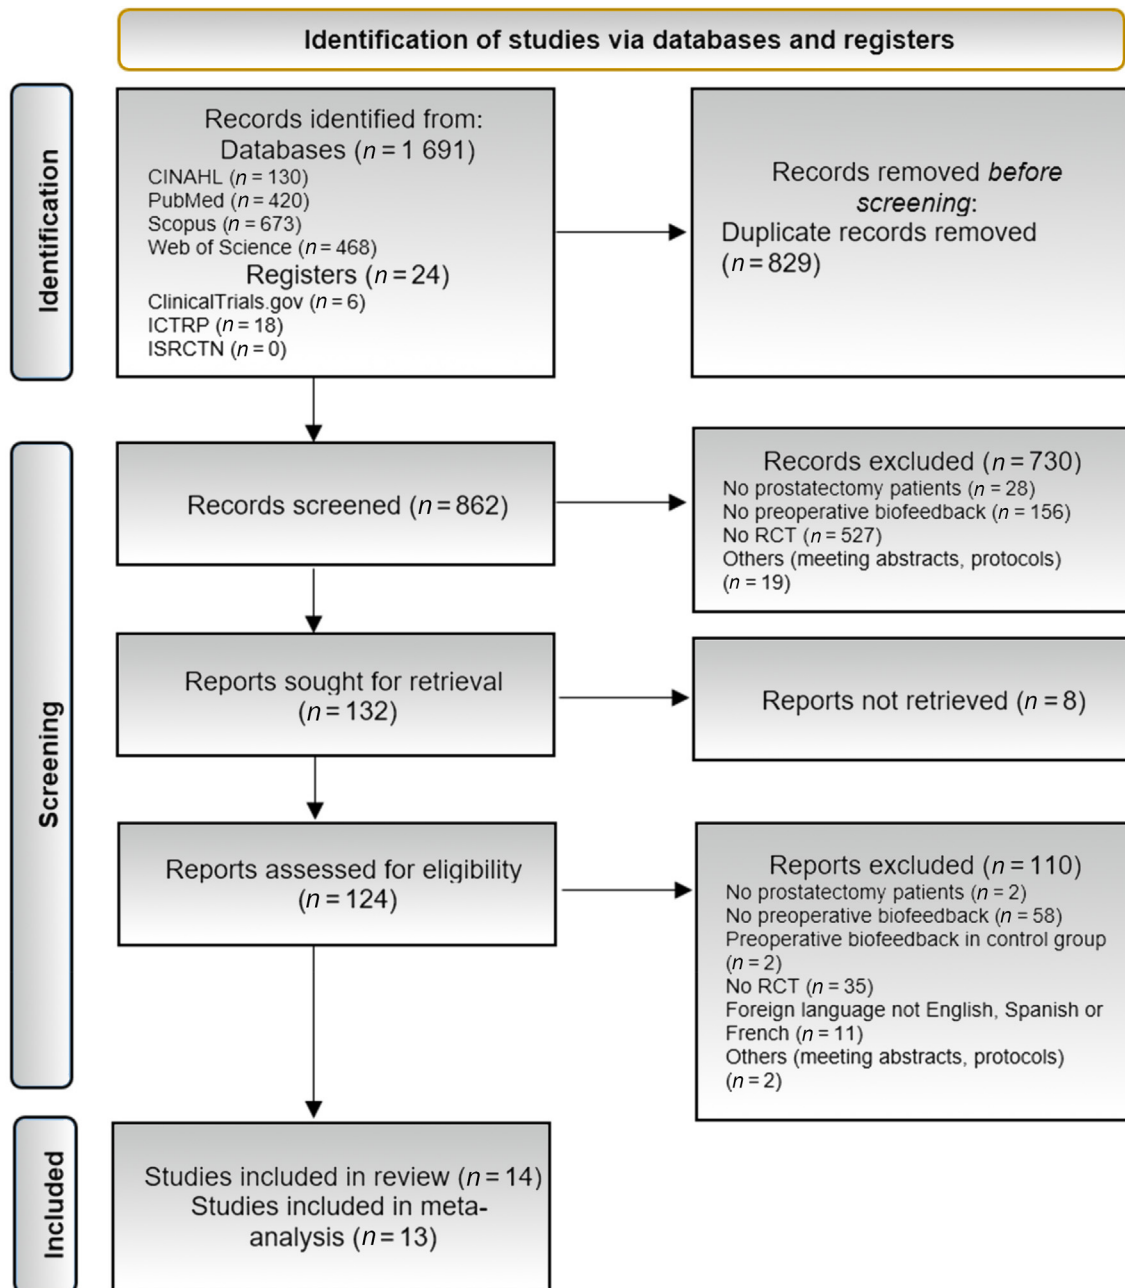 Identification of studies via databases and registers
Identification
Records identified from:
Databases (n = 1 691)
CINAHL (n = 130)
PubMed (n = 420)
Scopus (n = 673)
Web of Science (n = 468)
Registers (n = 24)
ClinicalTrials.gov (n = 6)
ICTRP (n = 18)
ISRCTN (n = 0)
Records removed before
screening:
Duplicate records removed
(n = 829)
Screening
Records screened (n = 862)
Records excluded (n = 730)
No prostatectomy patients (n = 28)
No preoperative biofeedback (n = 156)
No RCT (n = 527)
Others (meeting abstracts, protocols)
(n = 19)
Reports sought for retrieval
(n = 132)
Reports not retrieved (n = 8)
Reports assessed for eligibility
(n = 124)
Reports excluded (n = 110)
No prostatectomy patients (n = 2)
No preoperative biofeedback (n = 58)
Preoperative biofeedback in control group
(n = 2)
No RCT (n = 35)
Foreign language not English, Spanish or
French (n = 11)
Others (meeting abstracts, protocols)
(n = 2)
Included
Studies included in review (n = 14)
Studies included in meta-
analysis (n = 13)